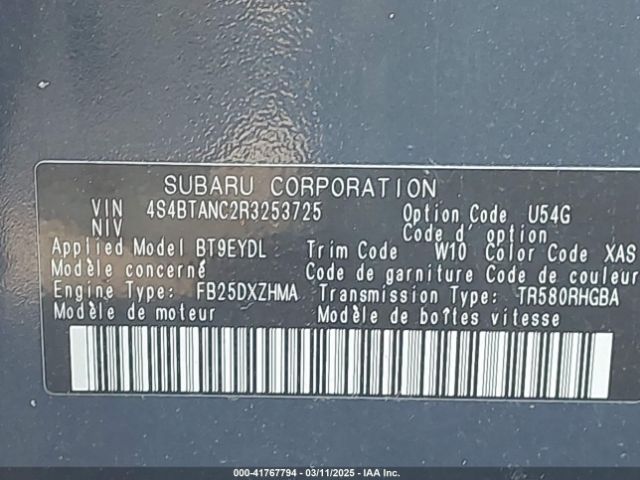 SUBARU CORPORATION
VIN 4S4BTANC2R3253725 Option Code U54G
NIV Code d' option
Applied Model BT9EYDL Trim Code W10 Color Code XAS
Modèle concerné Code de garniture Code de couleur
Engine Type: FB25DXZHMA Transmission Type: TR580RHGBA
Modèle de moteur Modèle de boîtes vitesse
000-41767794 - 03/11/2025 - IAA Inc.